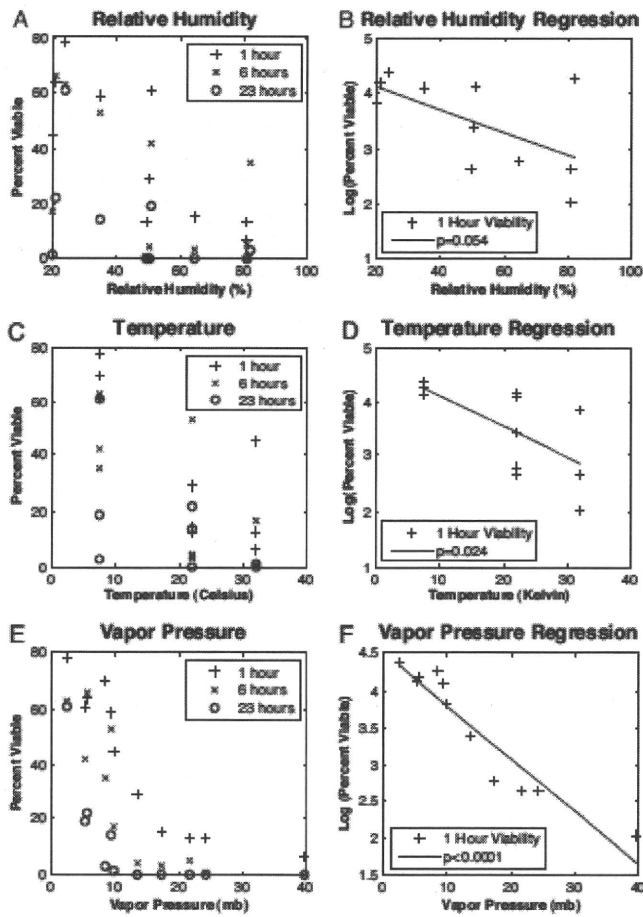 A Relative Humidity
Percent Viable
80
60
40
20
0
+ 1 hour
× 6 hours
o 23 hours
20 40 60 80 100
Relative Humidity (%)
B Relative Humidity Regression
Log(Percent Viable)
5
4
3
2
1
+ 1 Hour Viability
p=0.054
20 40 60 80 100
Relative Humidity (%)
C Temperature
Percent Viable
80
60
40
20
0
+ 1 hour
× 6 hours
o 23 hours
0 10 20 30 40
Temperature (Celsius)
D Temperature Regression
Log(Percent Viable)
5
4
3
2
1
+ 1 Hour Viability
p=0.024
0 10 20 30 40
Temperature (Kelvin)
E Vapor Pressure
Percent Viable
80
60
40
20
0
+ 1 hour
× 6 hours
o 23 hours
0 10 20 30 40
Vapor Pressure (mb)
F Vapor Pressure Regression
Log (Percent Viable)
4.5
4
3.5
3
2.5
2
1.5
+ 1 Hour Viability
p<0.0001
0 10 20 30 40
Vapor Pressure (mb)